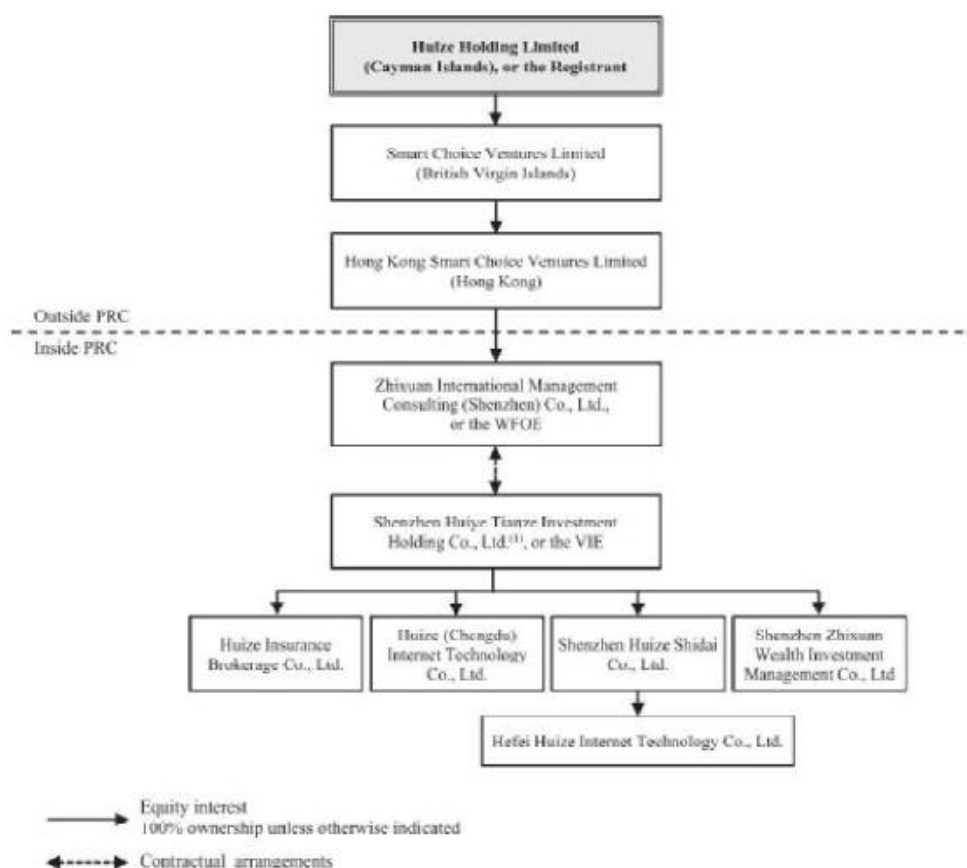 Huize Holding Limited
(Cayman Islands), or the Registrant
Smart Choice Ventures Limited
(British Virgin Islands)
Hong Kong Smart Choice Ventures Limited
(Hong Kong)
Outside PRC
Inside PRC
Zhixuan International Management
Consulting (Shenzhen) Co., Ltd.,
or the WFOE
Shenzhen Huiye Tianze Investment
Holding Co., Ltd.(1), or the VIE
Huize Insurance
Brokerage Co., Ltd.
Huize (Chengdu)
Internet Technology
Co., Ltd.
Shenzhen Huize Shidai
Co., Ltd.
Shenzhen Zhixuan
Wealth Investment
Management Co., Ltd
Hefei Huize Internet Technology Co., Ltd.
Equity interest
100% ownership unless otherwise indicated
Contractual arrangements